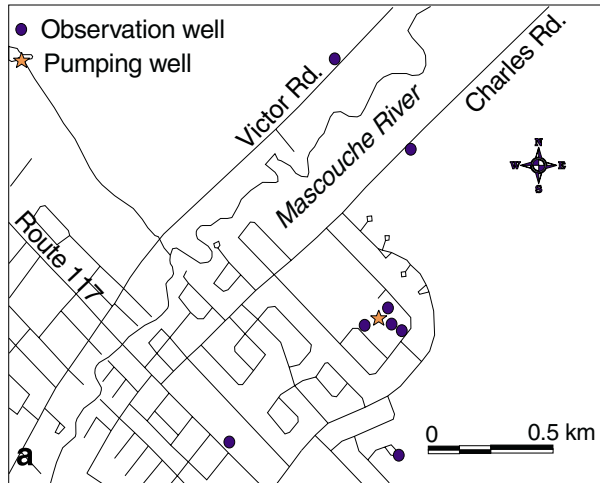 Observation well
Pumping well
Victor Rd.
Charles Rd.
Mascouche River
N
W E
S
Route 117
0 0.5 km
a